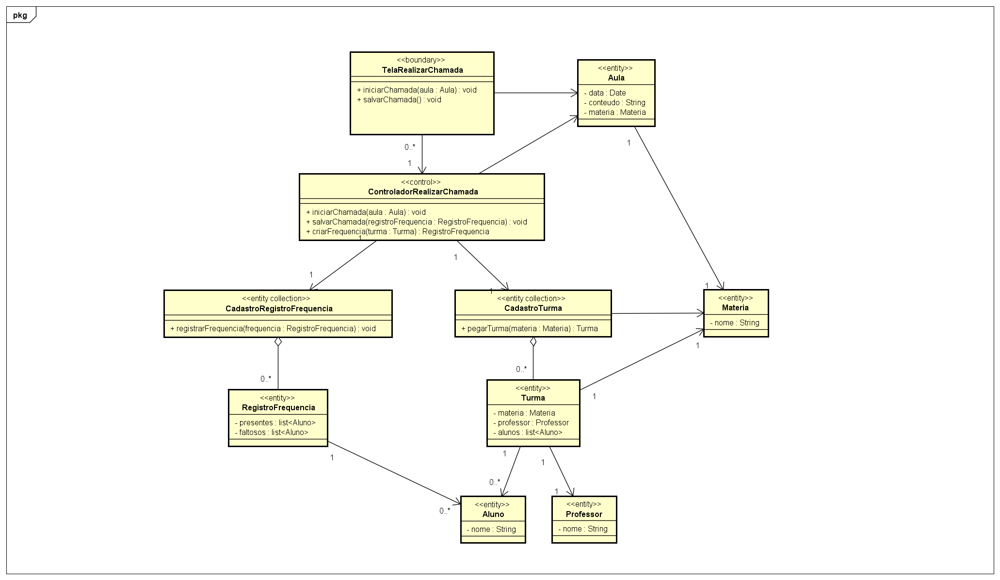 pkg
<<boundary>>
TelaRealizarChamada
+ iniciarChamada(aula : Aula) : void
+ salvarChamada() : void
<<entity>>
Aula
- data : Date
- conteudo : String
- materia : Materia
0..*
1
1
<<control>>
ControladorRealizarChamada
+ iniciarChamada(aula : Aula) : void
+ salvarChamada(registroFrequencia : RegistroFrequencia) : void
+ criarFrequencia(turma : Turma) : RegistroFrequencia
1
1
1
1
1
<<entity collection>>
CadastroRegistroFrequencia
+ registrarFrequencia(frequencia : RegistroFrequencia) : void
<<entity collection>>
CadastroTurma
+ pegarTurma(materia : Materia) : Turma
<<entity>>
Materia
- nome : String
1
0..*
0..*
1
<<entity>>
RegistroFrequencia
- presentes : list<Aluno>
- faltosos : list<Aluno>
<<entity>>
Turma
- materia : Materia
- professor : Professor
- alunos : list<Aluno>
1
1
1
0..*
1
0..*
<<entity>>
Aluno
- nome : String
<<entity>>
Professor
- nome : String